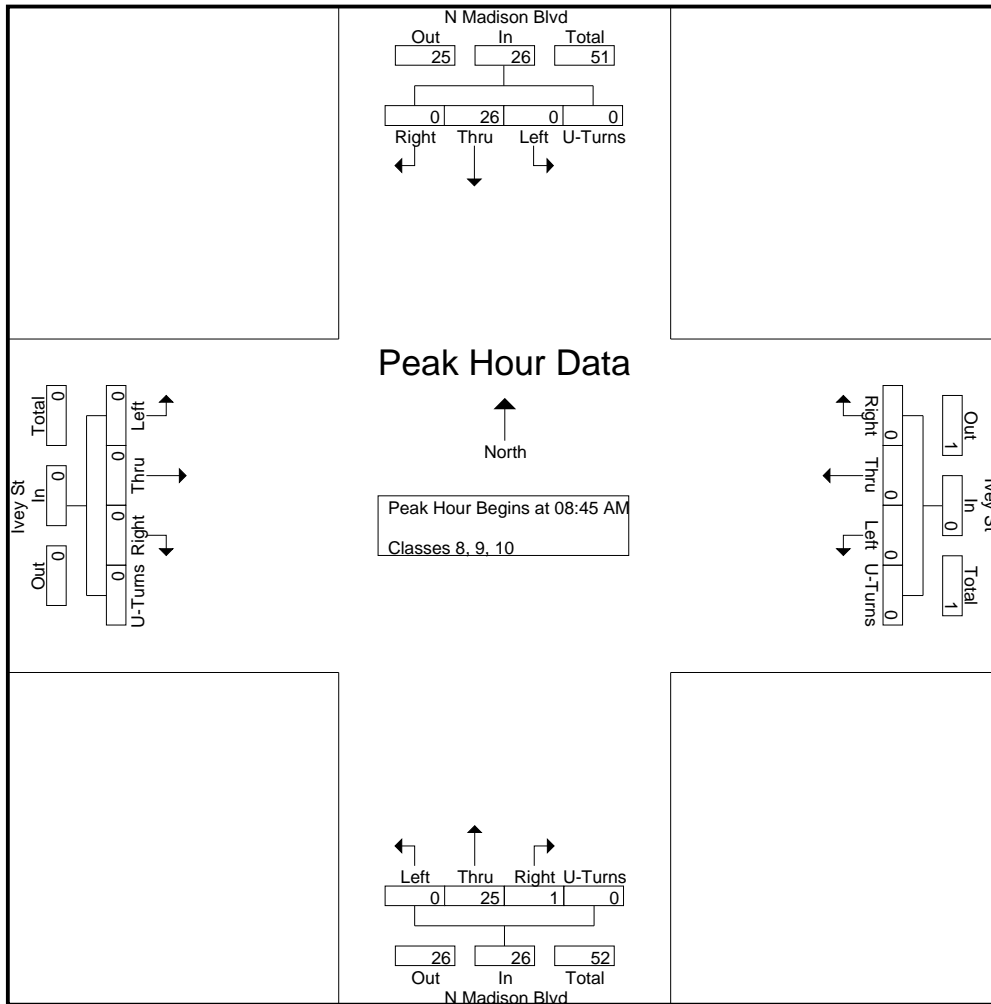 N Madison Blvd
Out In Total
25 26 51
0 26 0 0
Right Thru Left U-Turns
Peak Hour Data
North
Peak Hour Begins at 08:45 AM
Classes 8, 9, 10
Ivey St
Total In Out
0 0 0
0 0 0 0
Left Thru Right U-Turns
Right Thru Left U-Turns
0 0 0 0
Out In Total
1 0 1
Ivey St
Left Thru Right U-Turns
0 25 1 0
26 26 52
Out In Total
N Madison Blvd